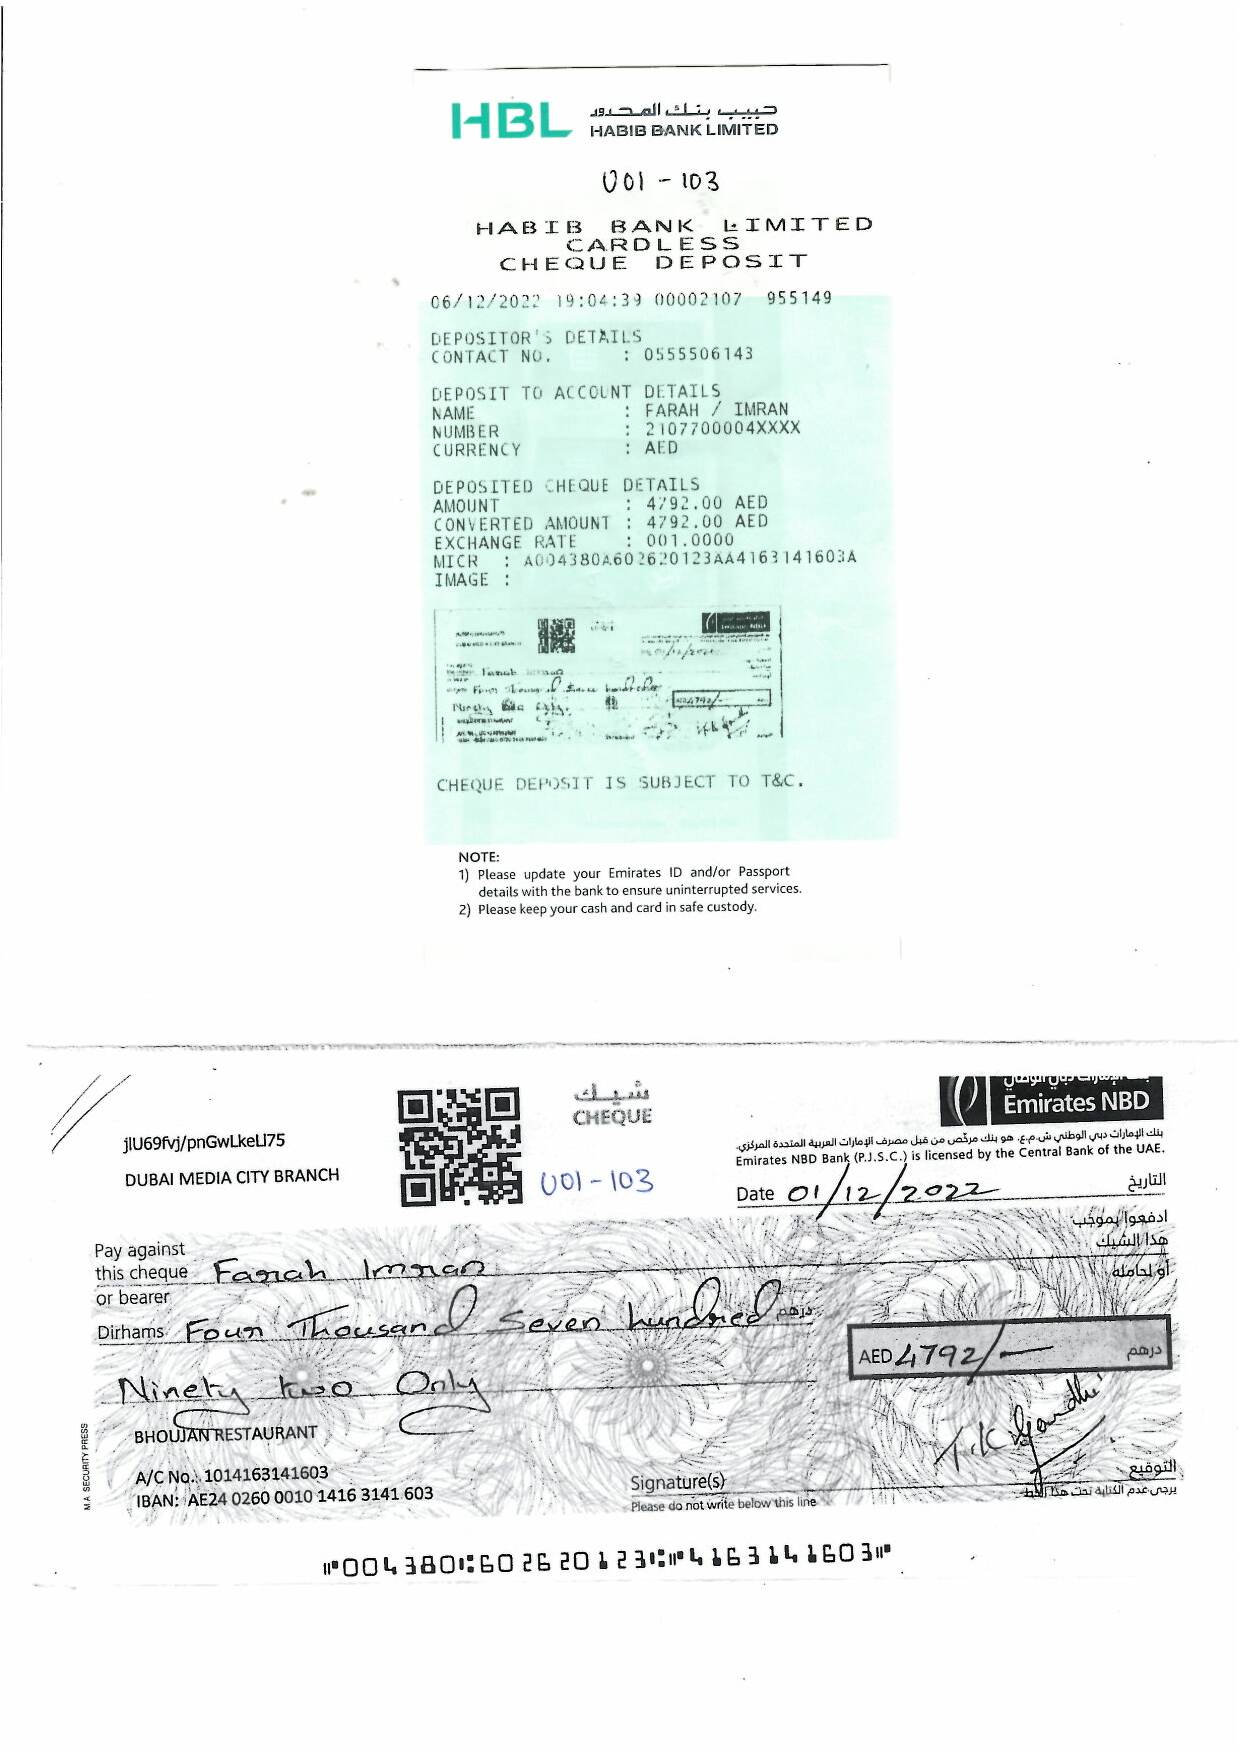 HBL حبيب بنك المحدود
HABIB BANK LIMITED
U01 - 103
HABIB BANK LIMITED
CARDLESS
CHEQUE DEPOSIT
06/12/2022 19:04:39 00002107 955149
DEPOSITOR'S DETAILS
CONTACT NO. : 0555506143
DEPOSIT TO ACCOUNT DETAILS
NAME : FARAH / IMRAN
NUMBER : 2107700004XXXX
CURRENCY : AED
DEPOSITED CHEQUE DETAILS
AMOUNT : 4792.00 AED
CONVERTED AMOUNT : 4792.00 AED
EXCHANGE RATE : 001.0000
MICR : A004380A602620123AA4163141603A
IMAGE :
CHEQUE DEPOSIT IS SUBJECT TO T&C.
NOTE:
1) Please update your Emirates ID and/or Passport
details with the bank to ensure uninterrupted services.
2) Please keep your cash and card in safe custody.
شيك
CHEQUE
Emirates NBD
jlU69fvj/pnGwLkeLl75
بنك الإمارات دبي الوطني ش.م.ع. هو بنك مرخص من قبل مصرف الإمارات العربية المتحدة المركزي.
Emirates NBD Bank (P.J.S.C.) is licensed by the Central Bank of the UAE.
DUBAI MEDIA CITY BRANCH
U01 - 103
Date 01/12/2022 التاريخ
ادفعوا بموجب
هذا الشيك
أو لحامله
Pay against
this cheque Farah Imran
or bearer
Dirhams Four Thousand Seven hundred درهم
AED 4792/- درهم
Ninety two Only
BHOUJAN RESTAURANT
A/C No.: 1014163141603
IBAN: AE24 0260 0010 1416 3141 603
Signature(s) التوقيع
Please do not write below this line يرجى عدم الكتابة تحت هذا الخط
M.A SECURITY PRESS
⑈004380⑆602620123⑆⑈4163141603⑈